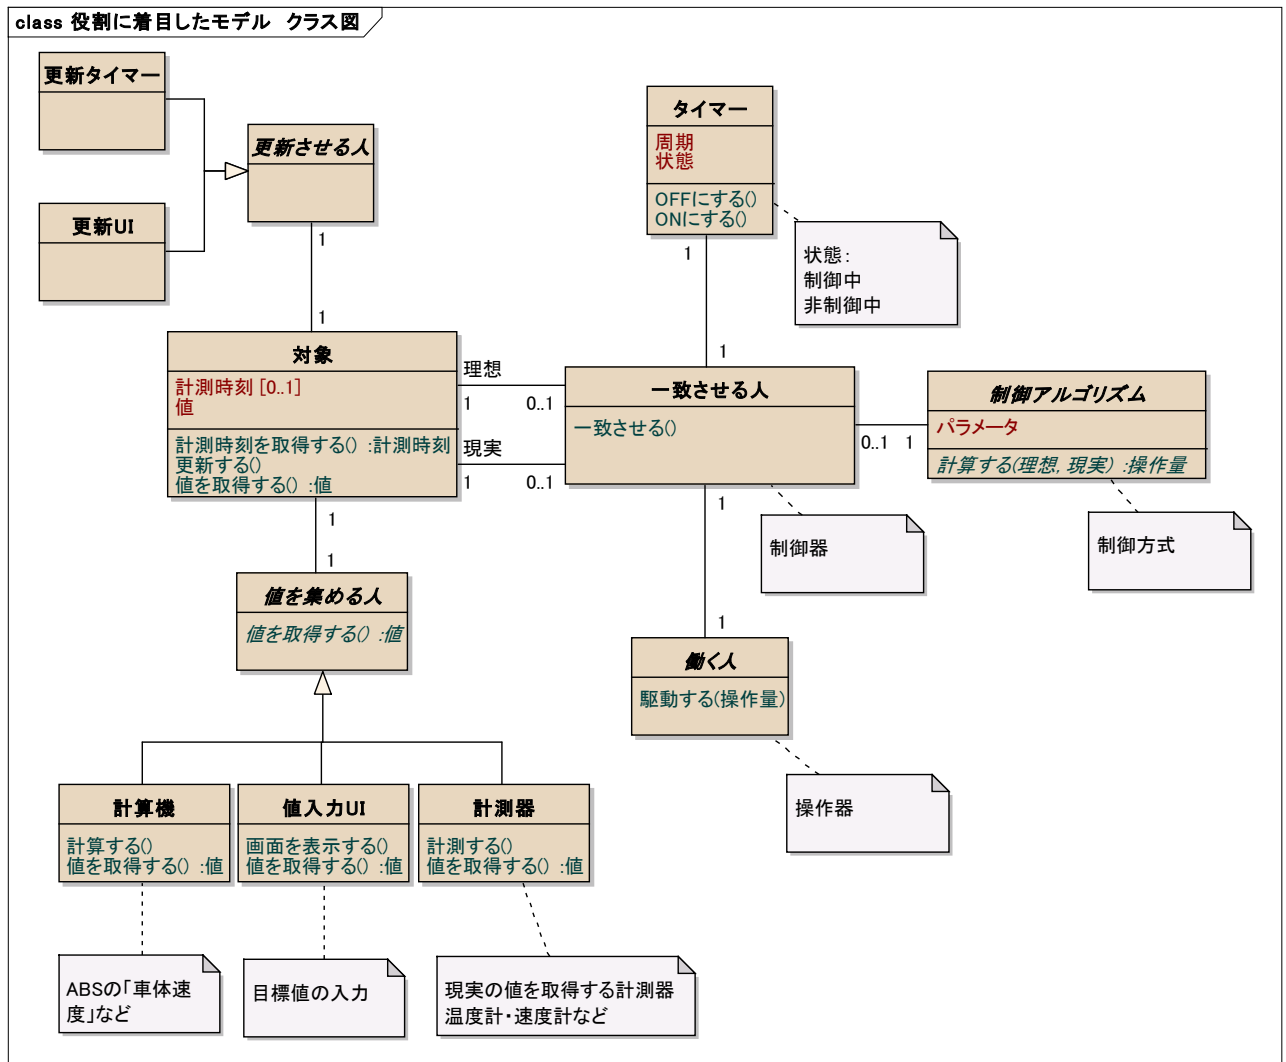 class 役割に着目したモデル クラス図
更新タイマー
更新させる人
更新UI
1
1
タイマー
周期
状態
OFFにする()
ONにする()
1
状態:
制御中
非制御中
1
対象
計測時刻 [0..1]
値
計測時刻を取得する() :計測時刻
更新する()
値を取得する() :値
理想
1
0..1
現実
1
0..1
一致させる人
一致させる()
0..1
1
制御アルゴリズム
パラメータ
計算する(理想, 現実) :操作量
1
制御器
制御方式
1
1
値を集める人
値を取得する() :値
1
働く人
駆動する(操作量)
操作器
計算機
計算する()
値を取得する() :値
値入力UI
画面を表示する()
値を取得する() :値
計測器
計測する()
値を取得する() :値
ABSの「車体速
度」など
目標値の入力
現実の値を取得する計測器
温度計・速度計など